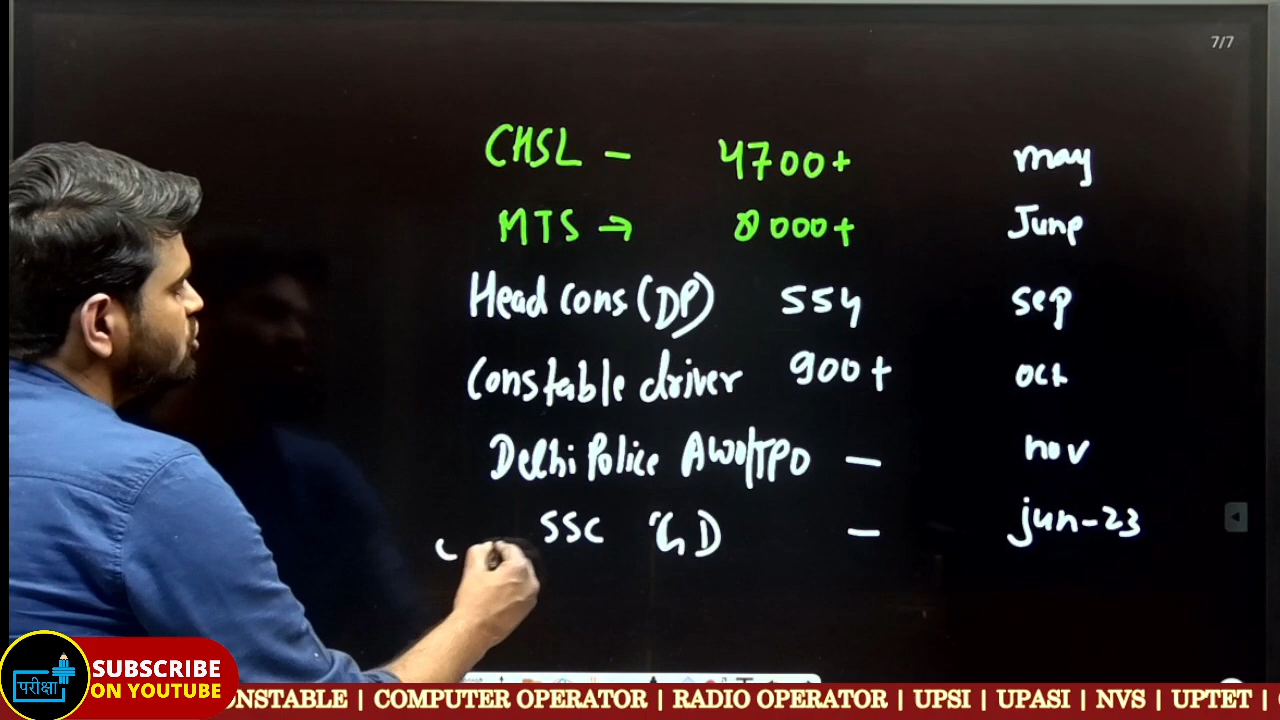 7/7
CHSL - 4700+ may
MTS → 8000+ June
Head cons (DP) 554 sep
Constable driver 900+ oct
Delhi Police AWO/TPO - nov
SSC GD - jun-23
परीक्षा
SUBSCRIBE
ON YOUTUBE
ONSTABLE | COMPUTER OPERATOR | RADIO OPERATOR | UPSI | UPASI | NVS | UPTET |